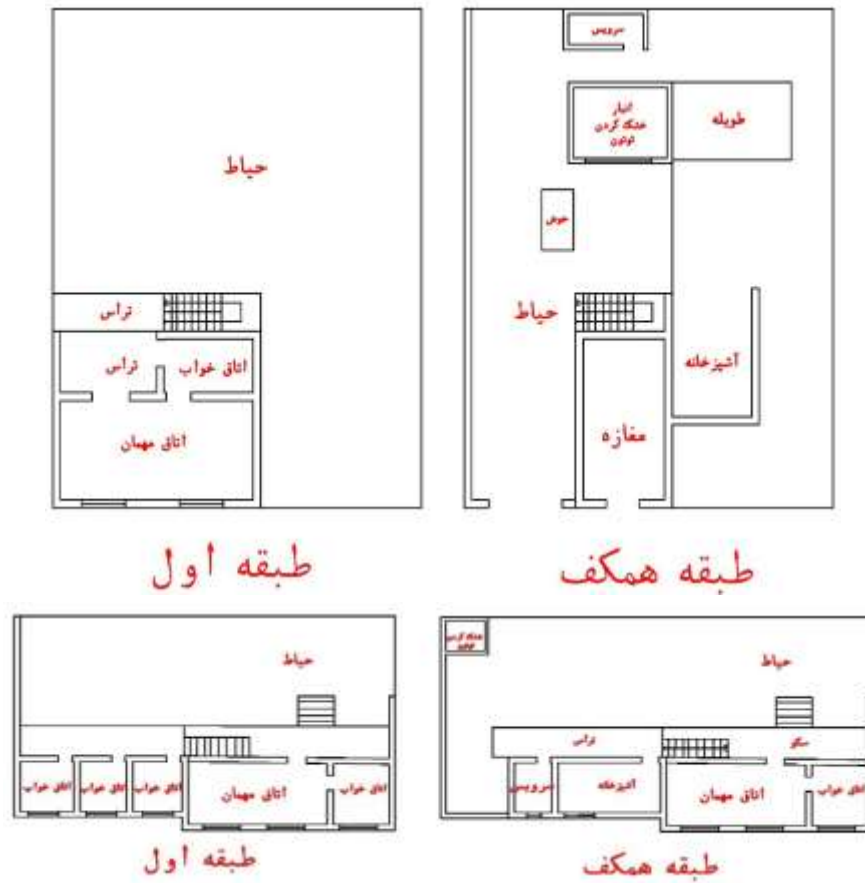 سرویس
انبار
خشک کردن
توتون
طویله
حوض
حیاط
حیاط
تراس
تراس
اتاق خواب
اتاق مهمان
آشپزخانه
مغازه
طبقه همکف
طبقه اول
خشک کردن
حیاط
حیاط
تراس
سکو
سرویس
آشپزخانه
اتاق مهمان
اتاق خواب
اتاق خواب
اتاق خواب
اتاق خواب
اتاق مهمان
اتاق خواب
طبقه همکف
طبقه اول